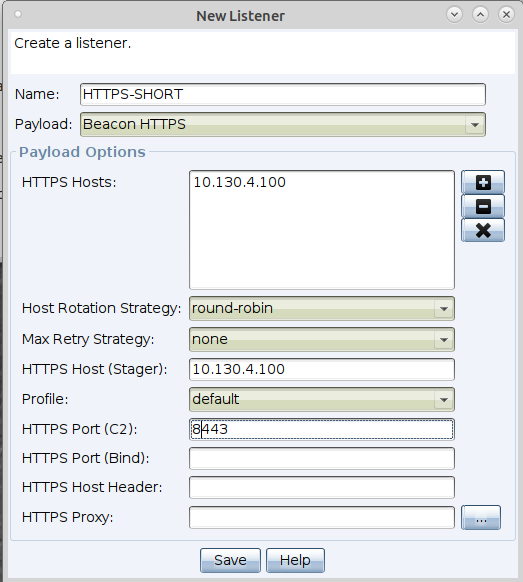 New Listener
Create a listener.
Name: HTTPS-SHORT
Payload: Beacon HTTPS
Payload Options
HTTPS Hosts: 10.130.4.100
Host Rotation Strategy: round-robin
Max Retry Strategy: none
HTTPS Host (Stager): 10.130.4.100
Profile: default
HTTPS Port (C2): 8443
HTTPS Port (Bind):
HTTPS Host Header:
HTTPS Proxy: ...
Save Help